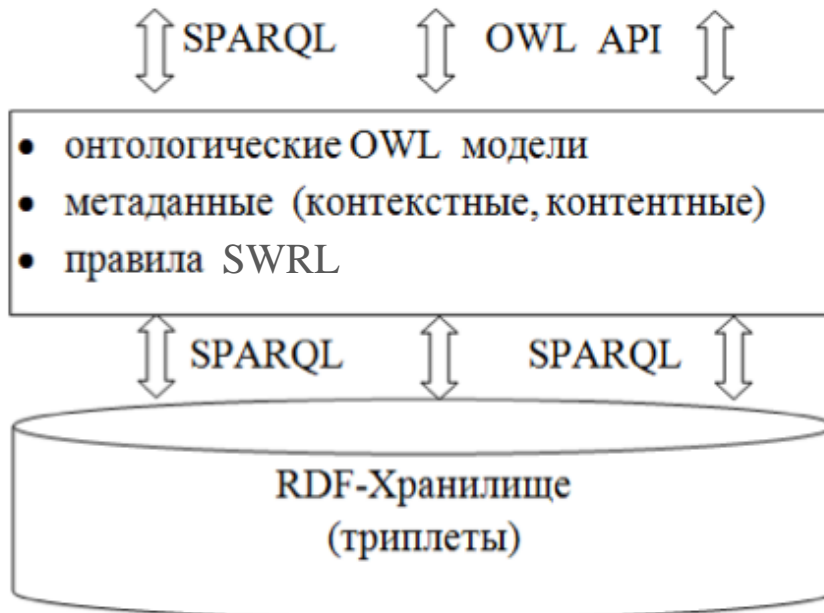 SPARQL OWL API
• онтологические OWL модели
• метаданные (контекстные, контентные)
• правила SWRL
SPARQL SPARQL
RDF-Хранилище
(триплеты)